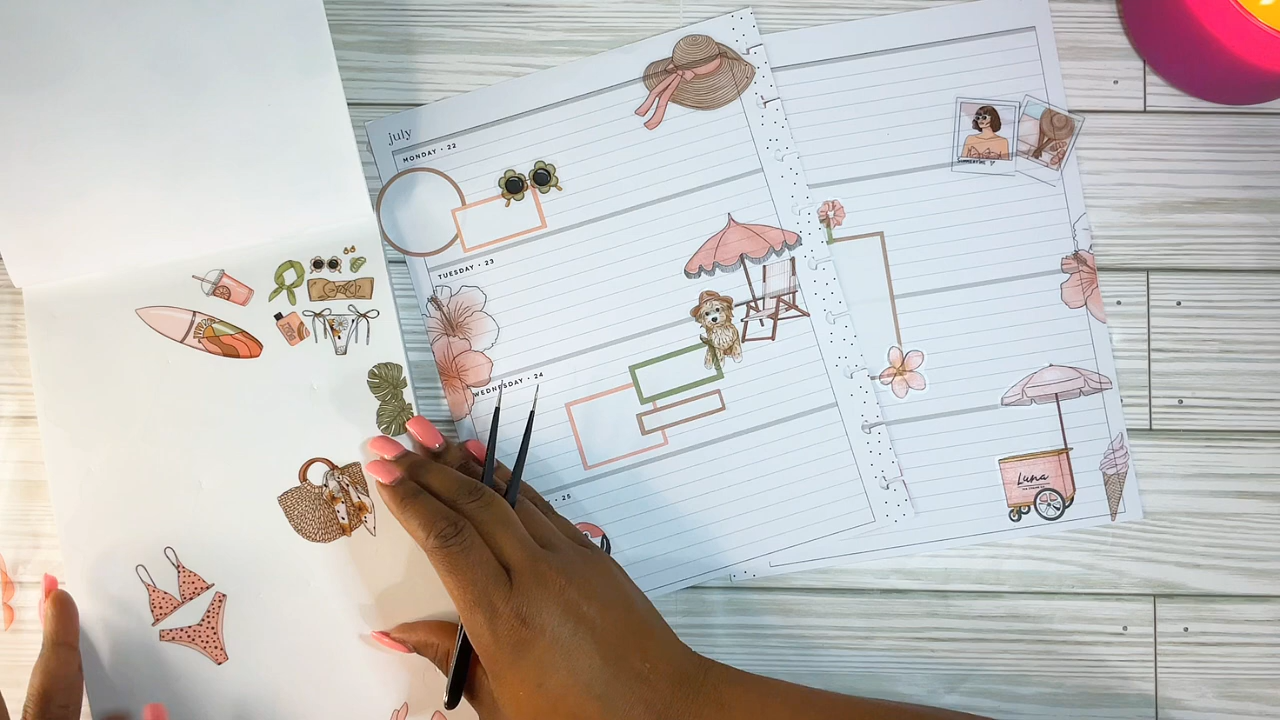 july
MONDAY • 22
TUESDAY • 23
WEDNESDAY • 24
• 25
Luna